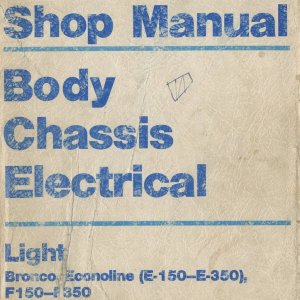 Shop Manual
Body
Chassis
Electrical
Light
Bronco, Econoline (E-150--E-350),
F150--F350